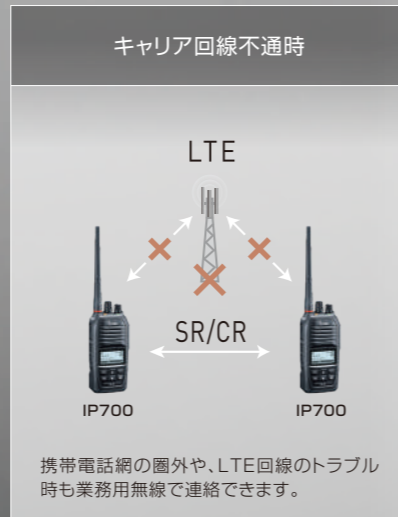 キャリア回線不通時
LTE
SR/CR
IP700
IP700
携帯電話網の圏外や、LTE回線のトラブル
時も業務用無線で連絡できます。